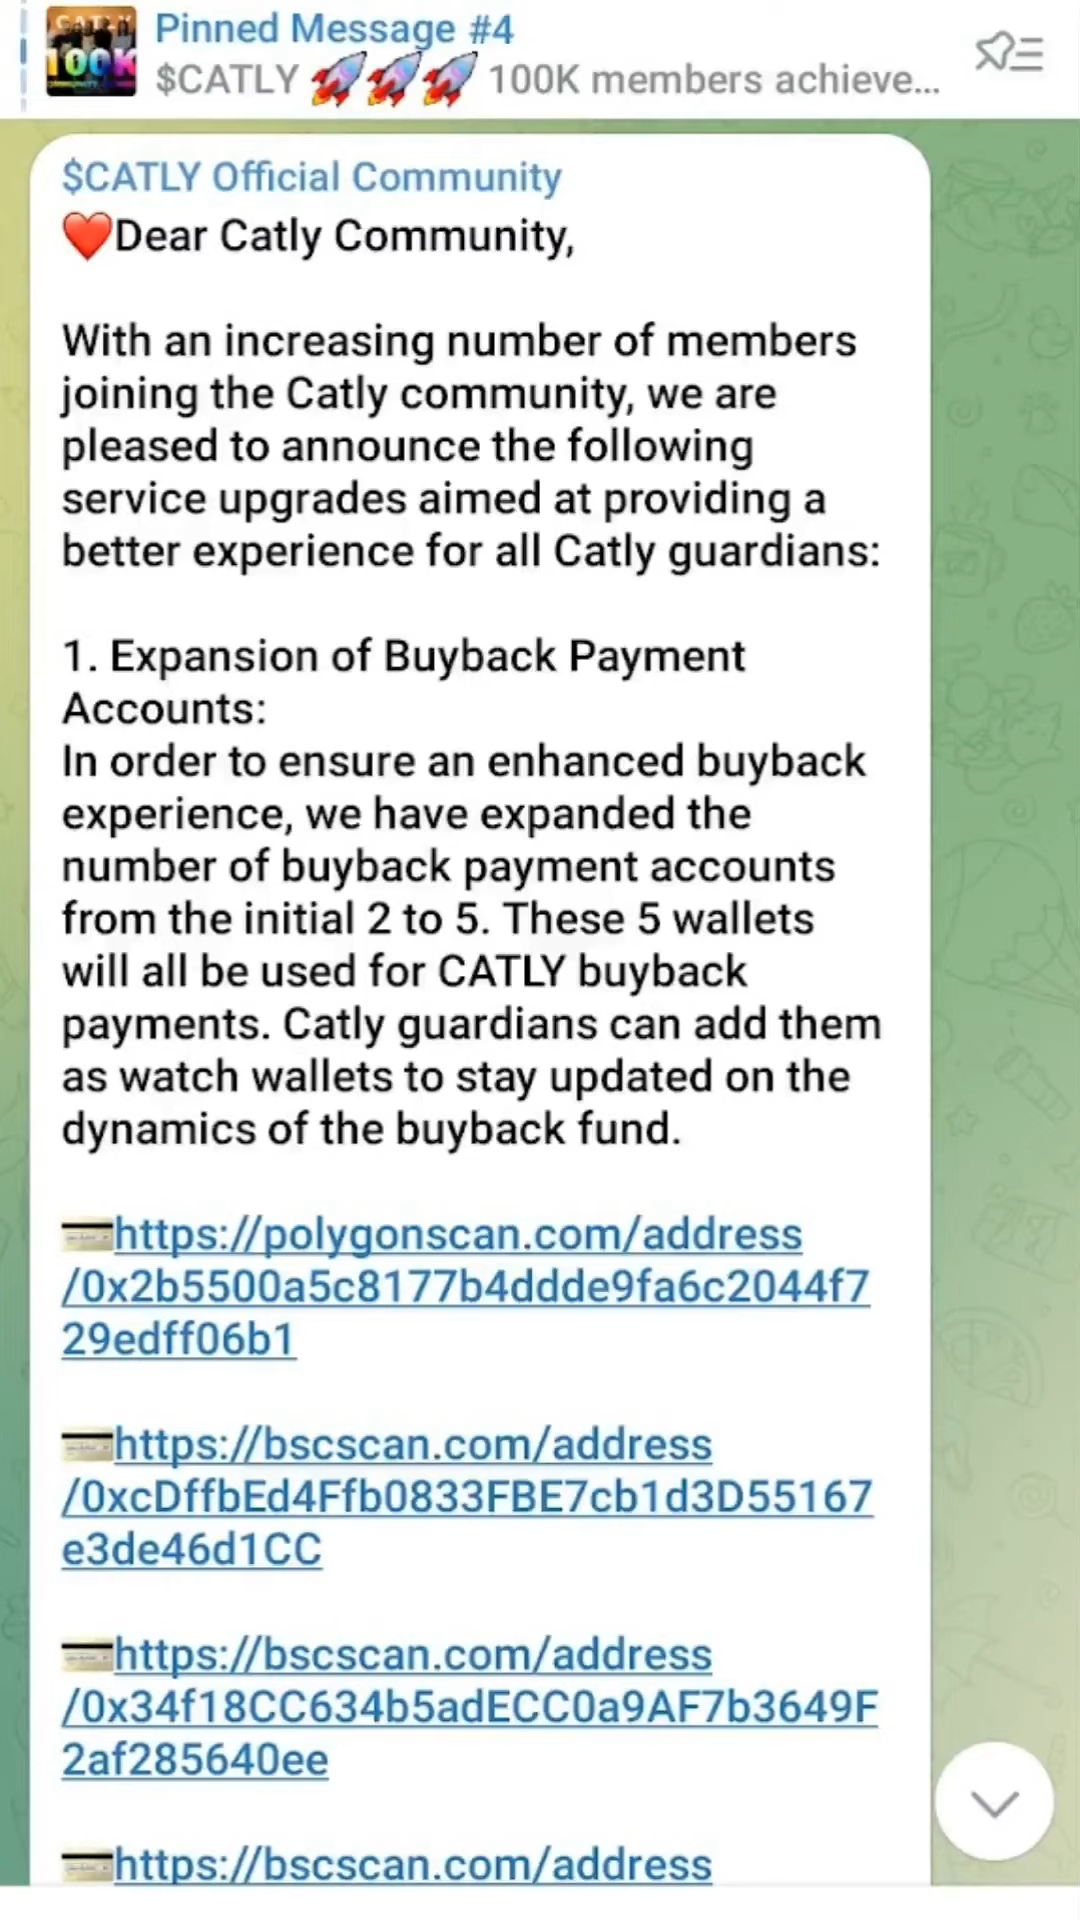 CATLY
100K
Pinned Message #4
$CATLY 🚀🚀🚀 100K members achieve...
$CATLY Official Community
❤️Dear Catly Community,
With an increasing number of members
joining the Catly community, we are
pleased to announce the following
service upgrades aimed at providing a
better experience for all Catly guardians:
1. Expansion of Buyback Payment
Accounts:
In order to ensure an enhanced buyback
experience, we have expanded the
number of buyback payment accounts
from the initial 2 to 5. These 5 wallets
will all be used for CATLY buyback
payments. Catly guardians can add them
as watch wallets to stay updated on the
dynamics of the buyback fund.
💳https://polygonscan.com/address
/0x2b5500a5c8177b4ddde9fa6c2044f7
29edff06b1
💳https://bscscan.com/address
/0xcDffbEd4Ffb0833FBE7cb1d3D55167
e3de46d1CC
💳https://bscscan.com/address
/0x34f18CC634b5adECC0a9AF7b3649F
2af285640ee
💳https://bscscan.com/address